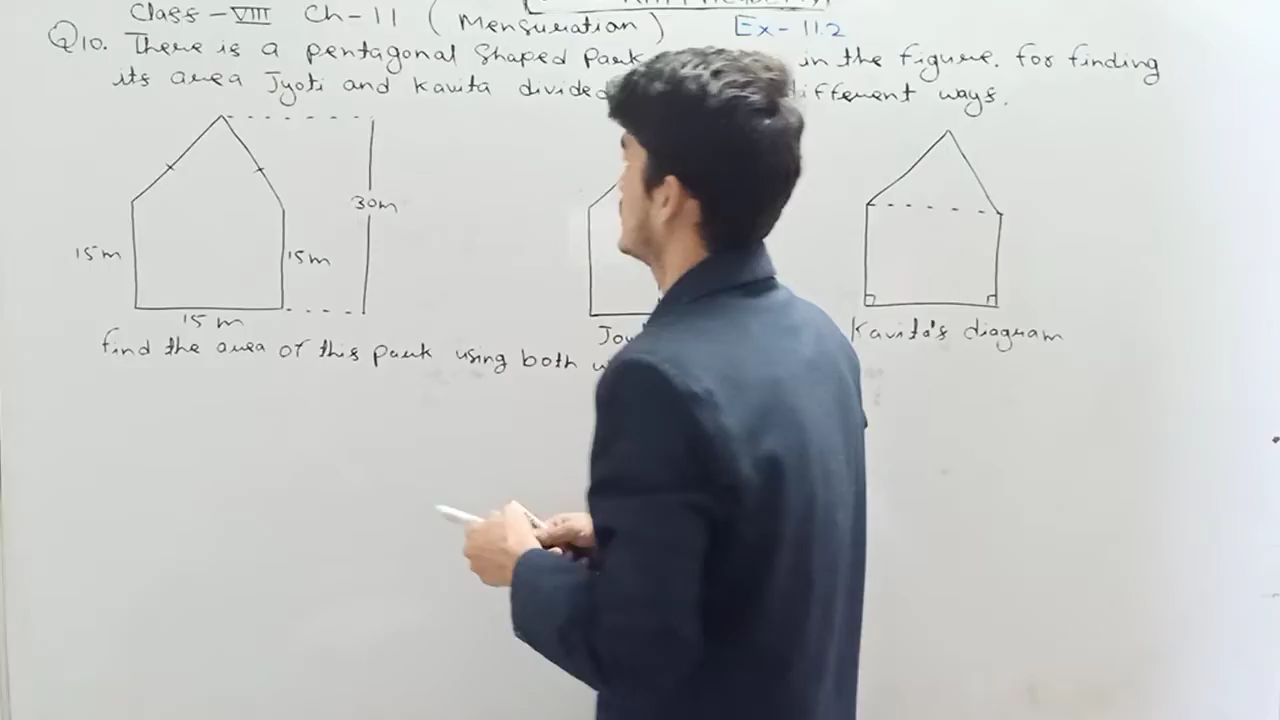 Class - VIII Ch - 11 (Mensuration) Ex - 11.2
Q10. There is a pentagonal Shaped Park in the figure. for finding
its area Jyoti and Kavita divided different ways.
30m
15m
15m
15 m
Kavita's diagram
find the area of this park using both